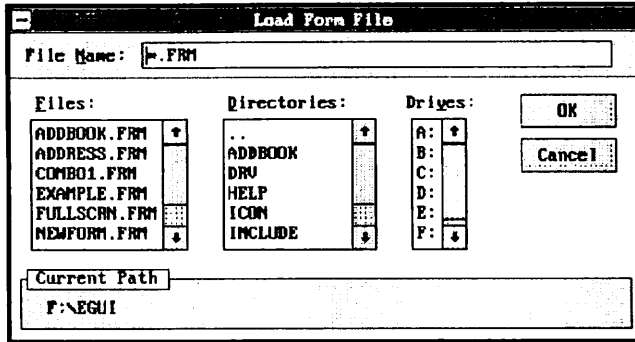 Load Form File
File Name: *.FRM
Files:
ADDBOOK.FRM
ADDRESS.FRM
COMBO1.FRM
EXAMPLE.FRM
FULLSCRN.FRM
NEWFORM.FRM
Directories:
..
ADDBOOK
DRV
HELP
ICON
INCLUDE
Drives:
A:
B:
C:
D:
E:
F:
OK
Cancel
Current Path
F:\EGUI